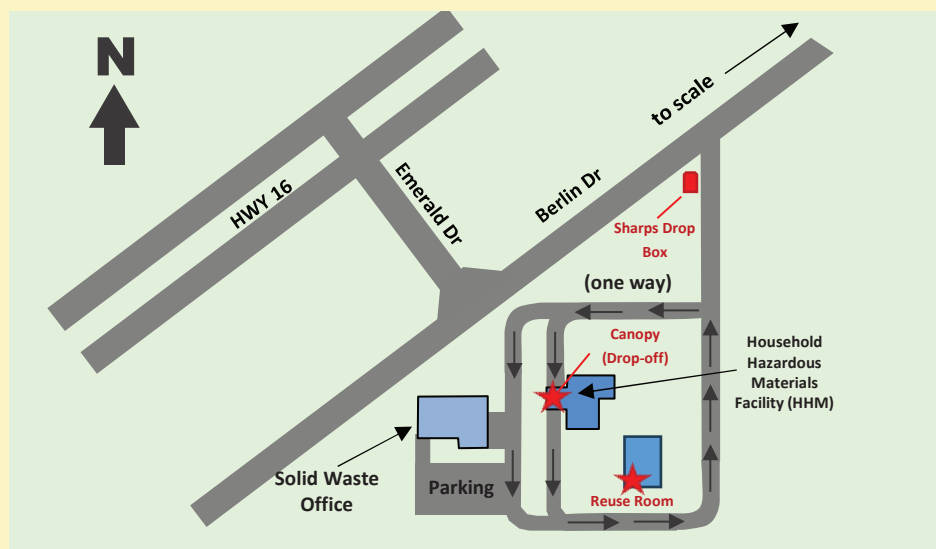 N
to scale
HWY 16
Emerald Dr
Berlin Dr
Sharps Drop
Box
(one way)
Canopy
(Drop-off)
Household
Hazardous
Materials
Facility (HHM)
Solid Waste
Office
Parking
Reuse Room